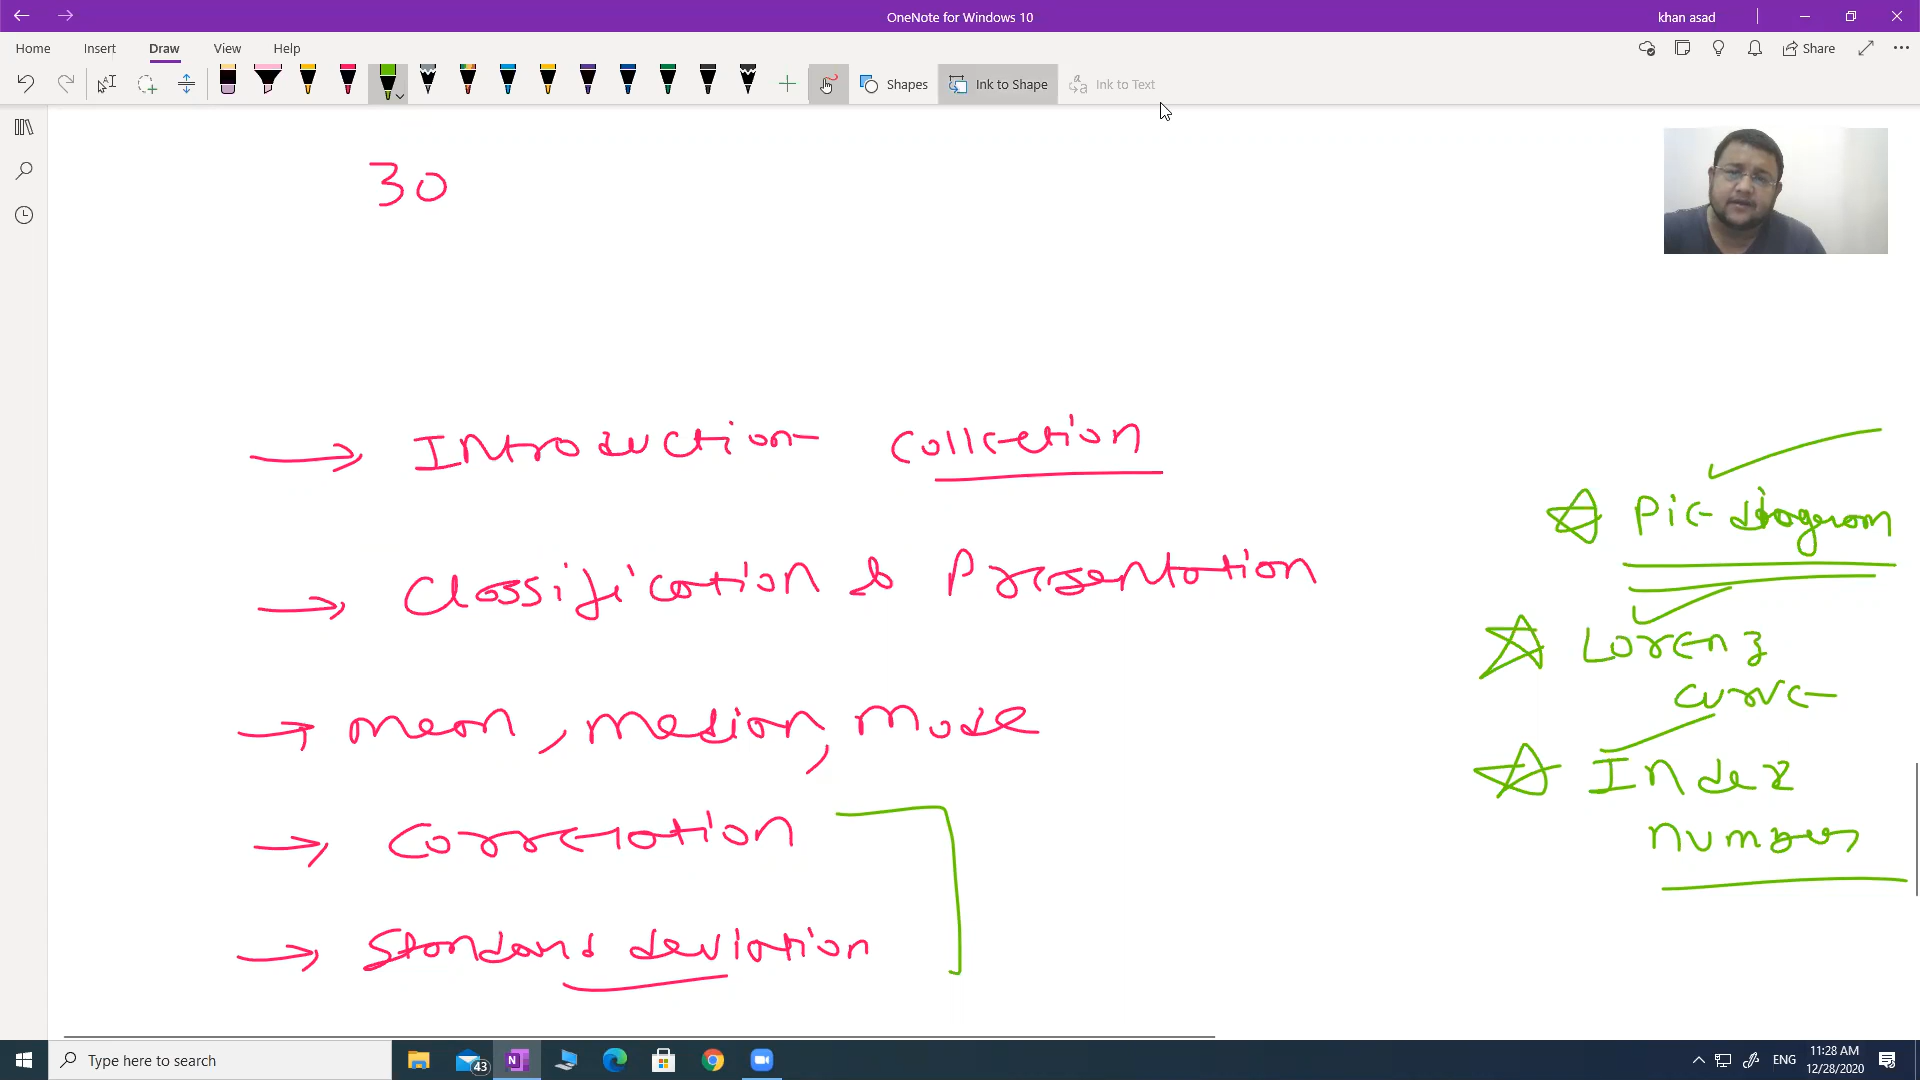 OneNote for Windows 10
khan asad
Home Insert Draw View Help
Share
Shapes
Ink to Shape
Ink to Text
30
→ Introduction collection
→ Classification & Presentation
→ mean, median, mode
→ Correlation
→ Standard deviation
☆ Pie diagram
☆ Lorenz
curve
☆ Index
number
Type here to search
43
ENG
11:28 AM
12/28/2020